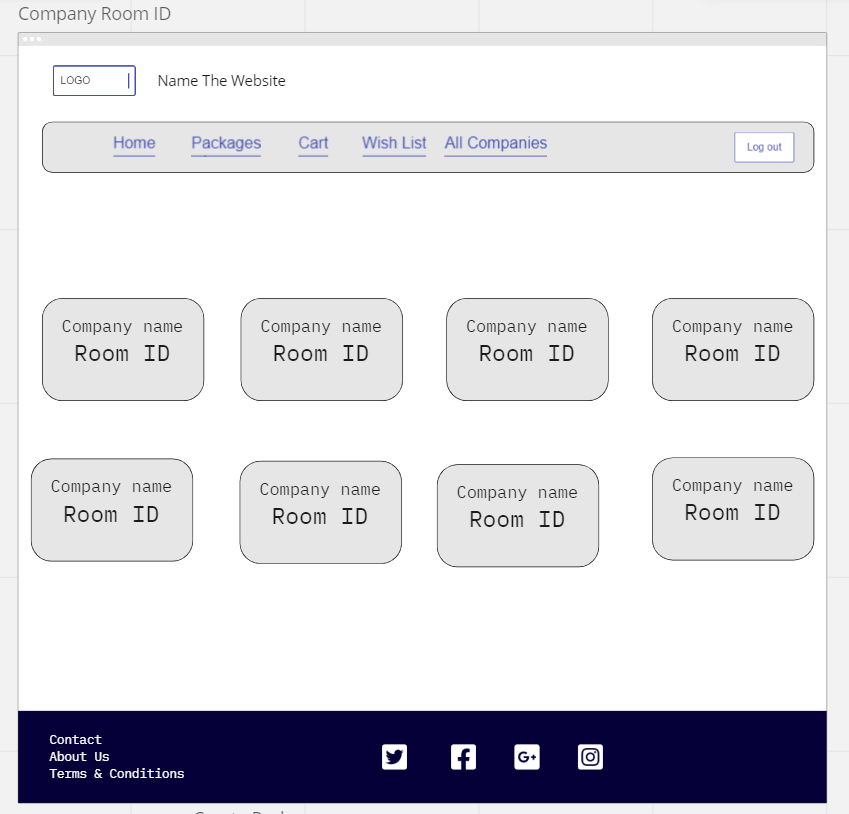 Company Room ID
LOGO
Name The Website
Home Packages Cart Wish List All Companies Log out
Company name Company name Company name Company name
Room ID Room ID Room ID Room ID
Company name Company name Company name Company name
Room ID Room ID Room ID Room ID
Contact
About Us
Terms & Conditions
G+